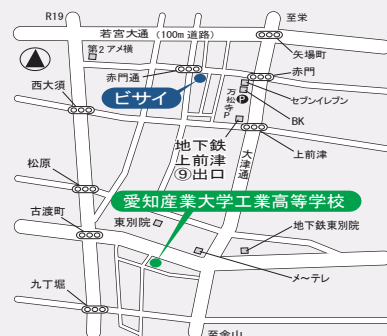 R19
至栄
若宮大通（100m道路）
第2アメ横
矢場町
赤門通
赤門
西大須
ビサイ
万松寺
P
セブンイレブン
BK
地下鉄
上前津
⑨出口
大津通
上前津
松原
愛知産業大学工業高等学校
古渡町
東別院
地下鉄東別院
メ～テレ
九丁堀
至金山